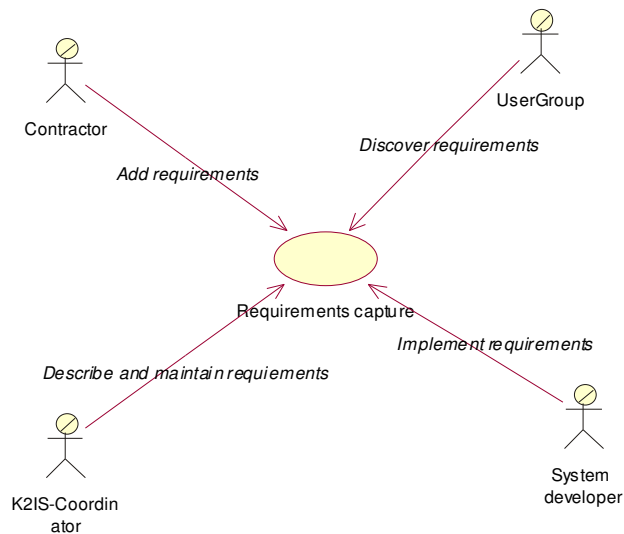 UserGroup
Contractor
Discover requirements
Add requirements
Requirements capture
Implement requirements
Describe and maintain requiements
System
developer
K2IS-Coordin
ator